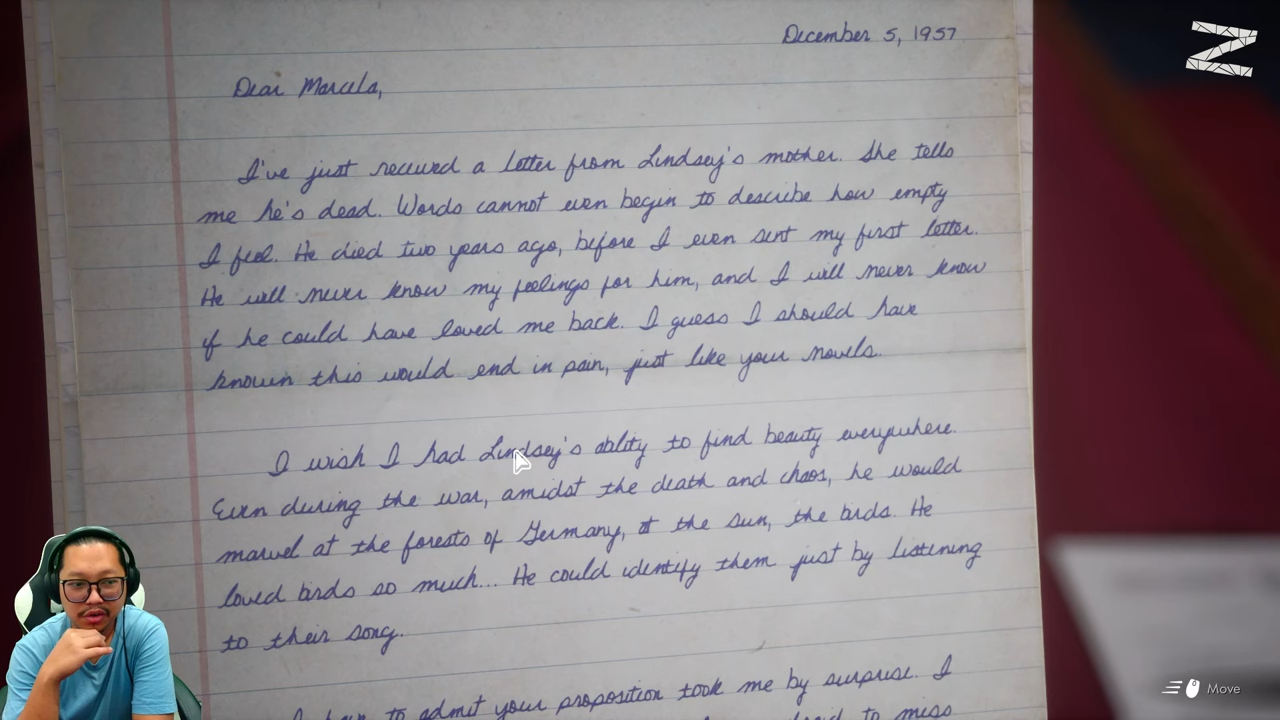 December 5, 1957
Dear Marcela,
I've just received a letter from Lindsey's mother. She tells
me he's dead. Words cannot even begin to describe how empty
I feel. He died two years ago, before I even sent my first letter.
He will never know my feelings for him, and I will never know
if he could have loved me back. I guess I should have
known this would end in pain, just like your novels.
I wish I had Lindsey's ability to find beauty everywhere.
Even during the war, amidst the death and chaos, he would
marvel at the forests of Germany, at the sun, the birds. He
loved birds so much... He could identify them just by listening
to their song.
to admit your proposition took me by surprise. I
to miss
Move